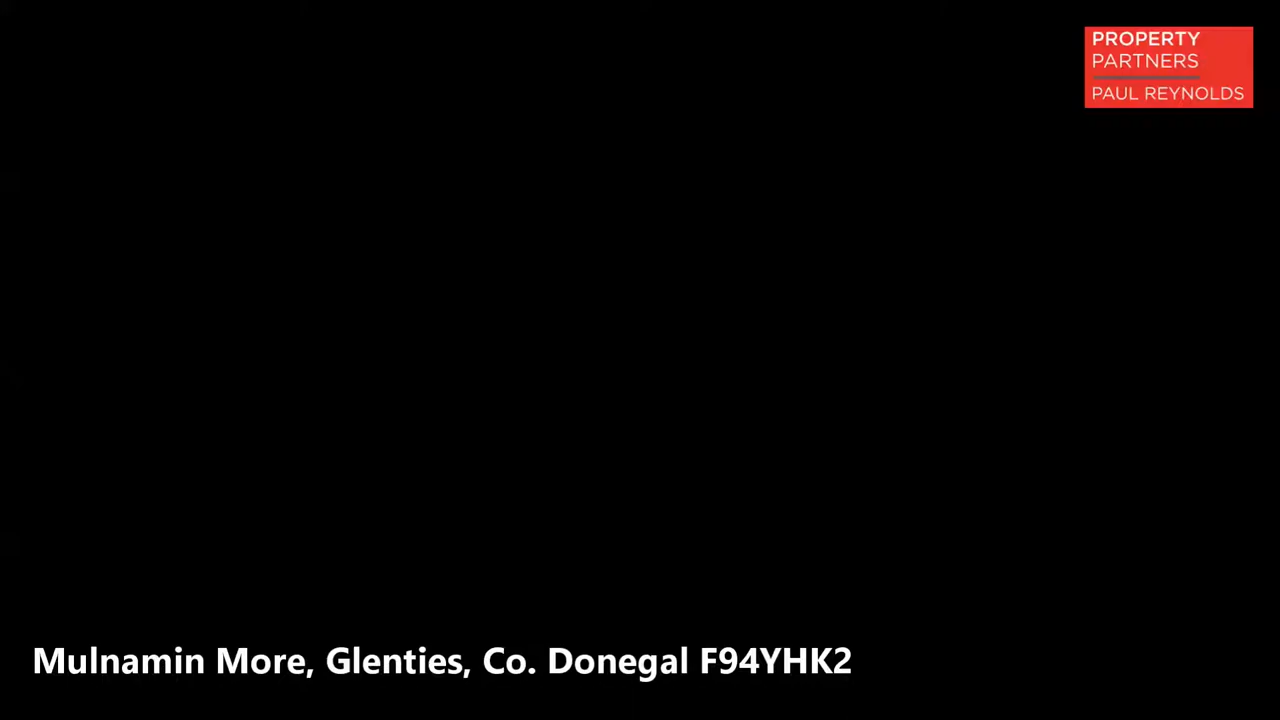 PROPERTY
PARTNERS
PAUL REYNOLDS
Mulnamin More, Glenties, Co. Donegal F94YHK2